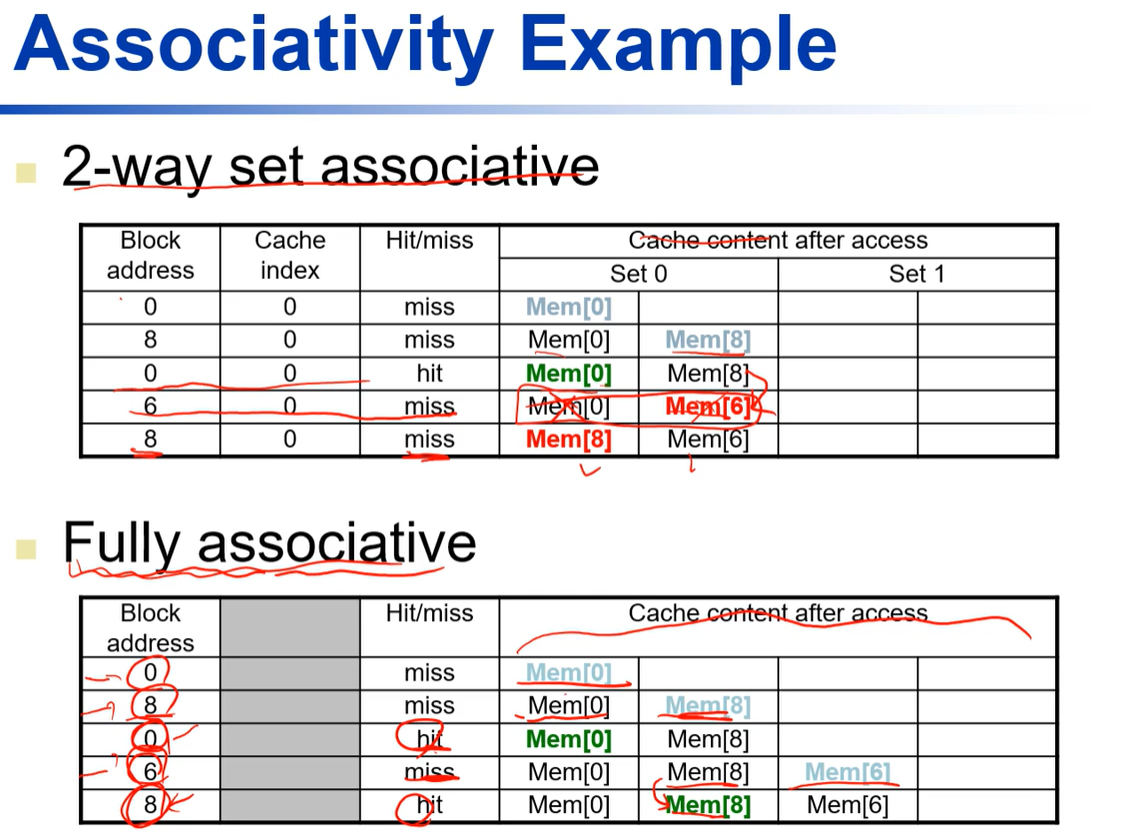 Associativity Example
2-way set associative
Block address Cache index Hit/miss Cache content after access
Set 0 Set 1
0 0 miss Mem[0]
8 0 miss Mem[0] Mem[8]
0 0 hit Mem[0] Mem[8]
6 0 miss Mem[0] Mem[6]
8 0 miss Mem[8] Mem[6]
Fully associative
Block address Hit/miss Cache content after access
0 miss Mem[0]
8 miss Mem[0] Mem[8]
0 hit Mem[0] Mem[8]
6 miss Mem[0] Mem[8] Mem[6]
8 hit Mem[0] Mem[8] Mem[6]